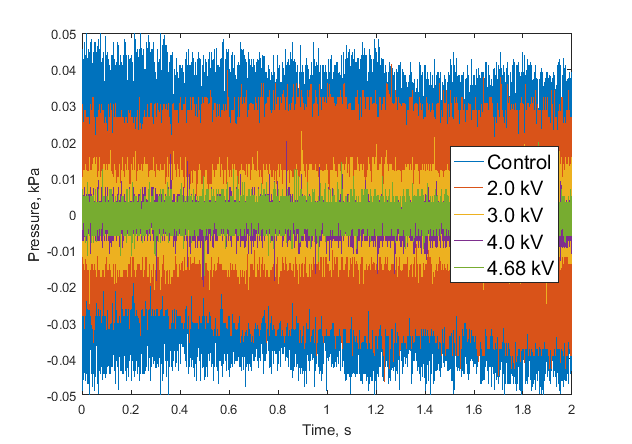 0.05
0.04
0.03
0.02
0.01
0
-0.01
-0.02
-0.03
-0.04
-0.05
Pressure, kPa
Control
2.0 kV
3.0 kV
4.0 kV
4.68 kV
0 0.2 0.4 0.6 0.8 1 1.2 1.4 1.6 1.8 2
Time, s